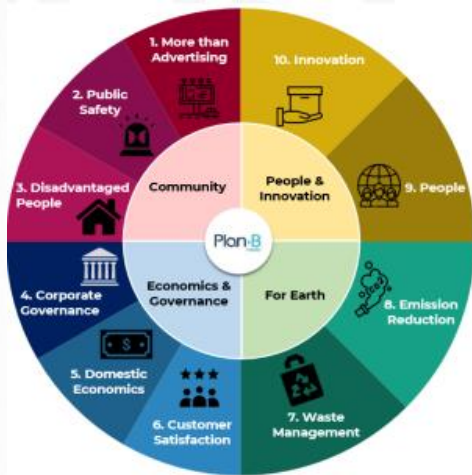 1. More than
Advertising
10. Innovation
2. Public
Safety
3. Disadvantaged
People
Community
People &
Innovation
9. People
Plan B
4. Corporate
Governance
Economics &
Governance
For Earth
8. Emission
Reduction
CO2
5. Domestic
Economics
$
6. Customer
Satisfaction
7. Waste
Management